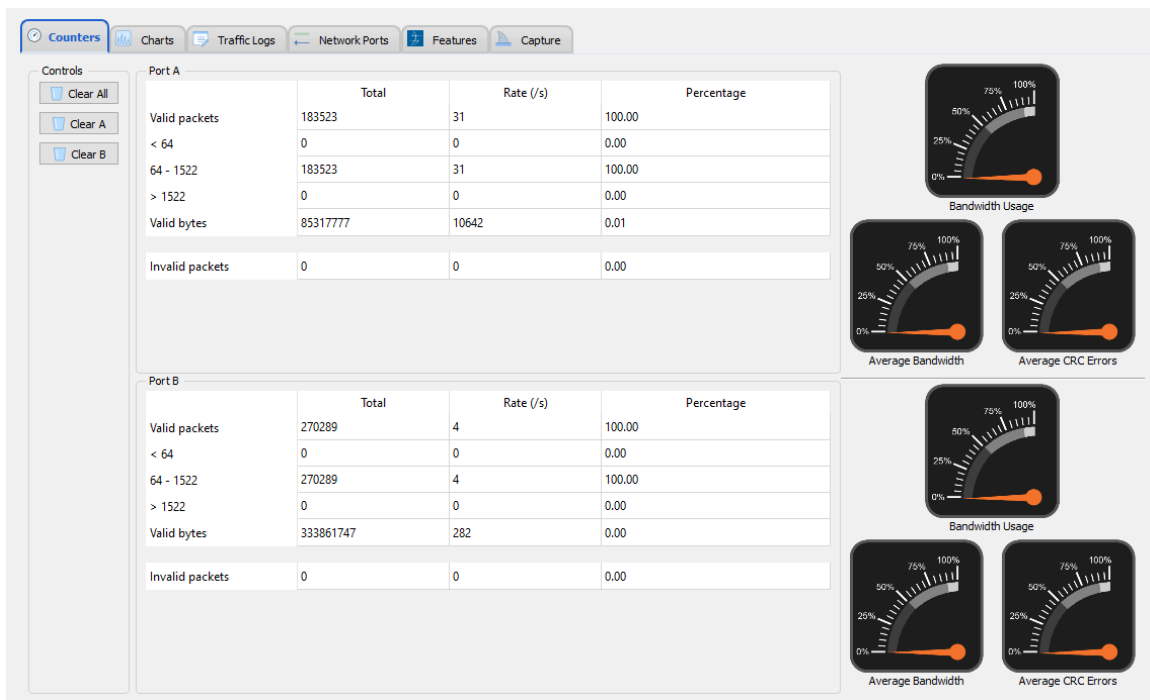 Counters Charts Traffic Logs Network Ports Features Capture
Controls
Clear All
Clear A
Clear B
Port A
Total Rate (/s) Percentage
Valid packets 183523 31 100.00
< 64 0 0 0.00
64 - 1522 183523 31 100.00
> 1522 0 0 0.00
Valid bytes 85317777 10642 0.01
Invalid packets 0 0 0.00
0% 25% 50% 75% 100%
Bandwidth Usage
0% 25% 50% 75% 100%
Average Bandwidth
0% 25% 50% 75% 100%
Average CRC Errors
Port B
Total Rate (/s) Percentage
Valid packets 270289 4 100.00
< 64 0 0 0.00
64 - 1522 270289 4 100.00
> 1522 0 0 0.00
Valid bytes 333861747 282 0.00
Invalid packets 0 0 0.00
0% 25% 50% 75% 100%
Bandwidth Usage
0% 25% 50% 75% 100%
Average Bandwidth
0% 25% 50% 75% 100%
Average CRC Errors